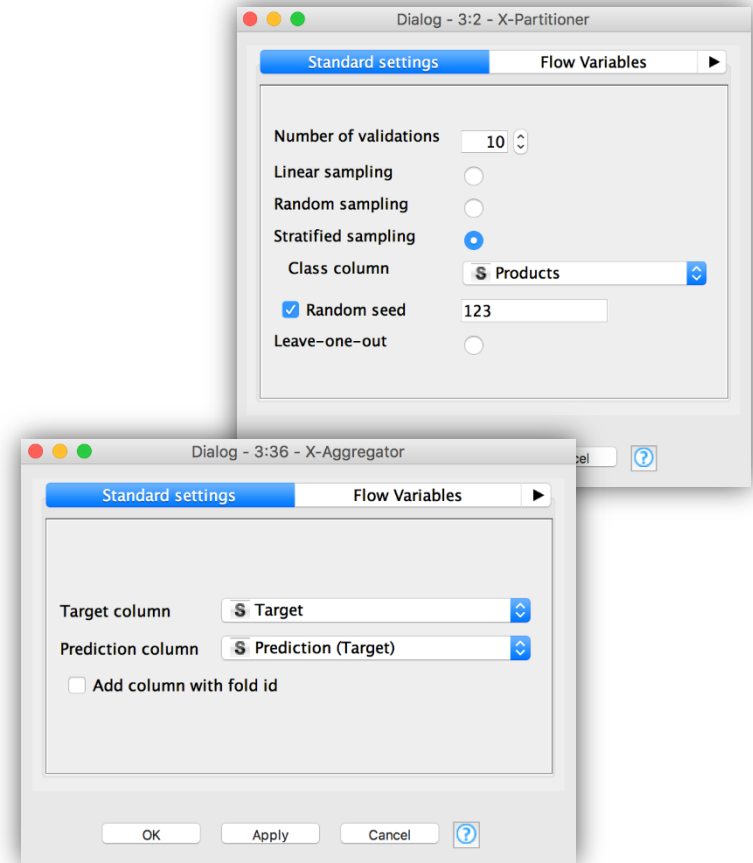 Dialog - 3:2 - X-Partitioner
Standard settings Flow Variables
Number of validations 10
Linear sampling
Random sampling
Stratified sampling
Class column S Products
Random seed 123
Leave-one-out
Dialog - 3:36 - X-Aggregator
Standard settings Flow Variables
Target column S Target
Prediction column S Prediction (Target)
Add column with fold id
OK Apply Cancel ?